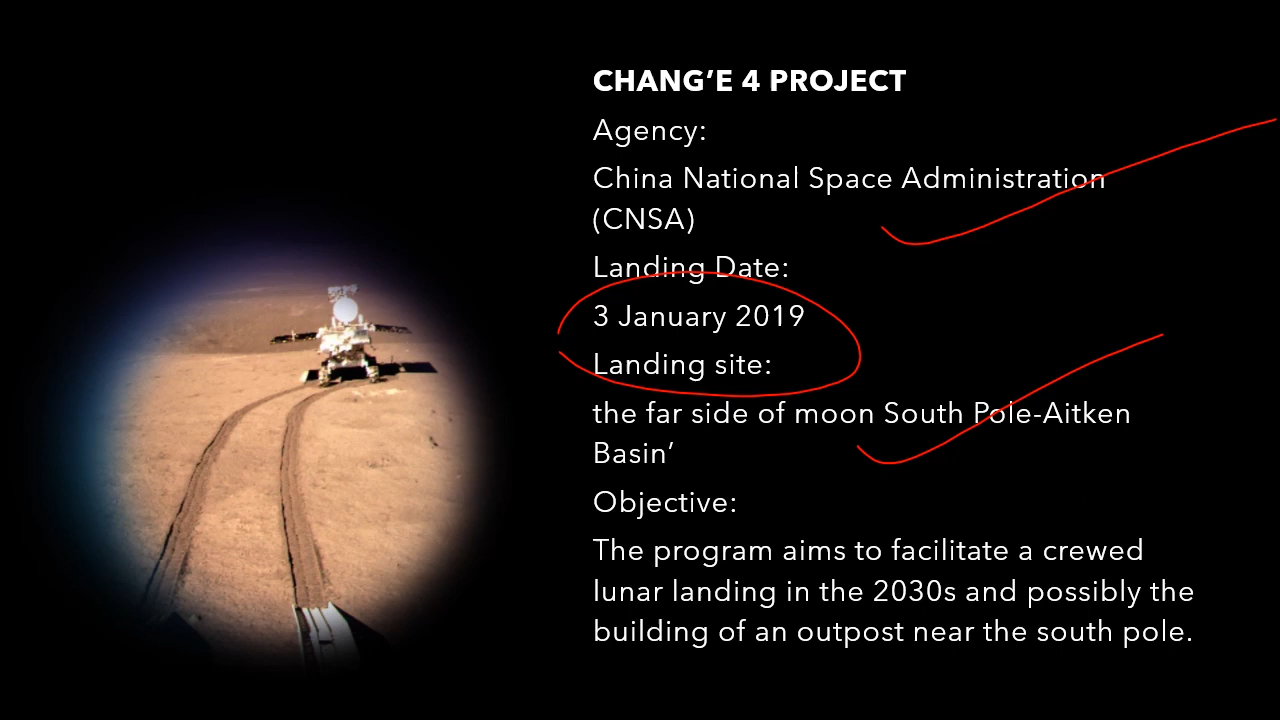 CHANG’E 4 PROJECT
Agency:
China National Space Administration
(CNSA)
Landing Date:
3 January 2019
Landing site:
the far side of moon South Pole-Aitken
Basin’
Objective:
The program aims to facilitate a crewed
lunar landing in the 2030s and possibly the
building of an outpost near the south pole.